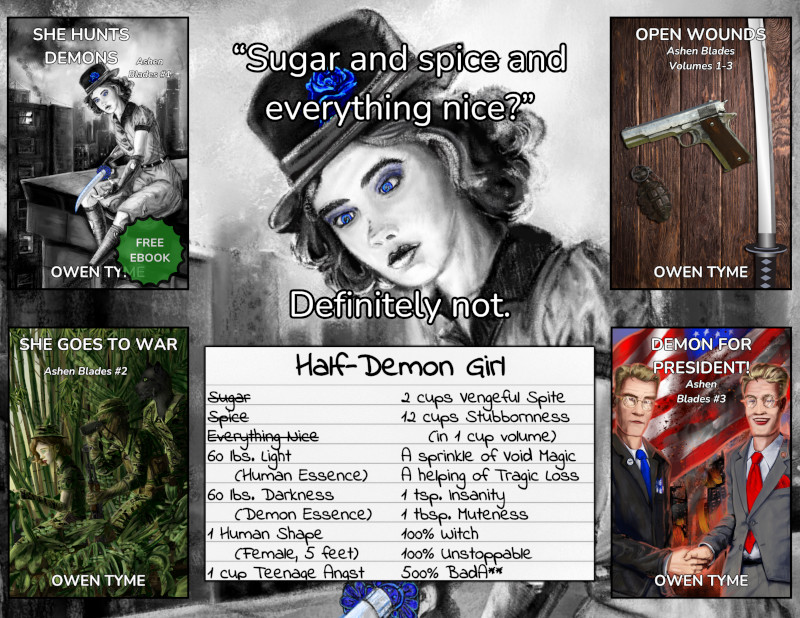 SHE HUNTS
DEMONS
Ashen
Blades #1
FREE
EBOOK
OWEN TYME
“Sugar and spice and
everything nice?”
Definitely not.
OPEN WOUNDS
Ashen Blades
Volumes 1-3
OWEN TYME
SHE GOES TO WAR
Ashen Blades #2
OWEN TYME
Half-Demon Girl
Sugar
Spice
Everything Nice
60 lbs. Light
(Human Essence)
60 lbs. Darkness
(Demon Essence)
1 Human Shape
(Female, 5 feet)
1 cup Teenage Angst
2 cups Vengeful Spite
12 cups Stubbornness
(in 1 cup volume)
A sprinkle of Void Magic
A helping of Tragic Loss
1 tsp. Insanity
1 tbsp. Muteness
100% Witch
100% Unstoppable
500% BadA**
DEMON FOR
PRESIDENT!
Ashen
Blades #3
OWEN TYME